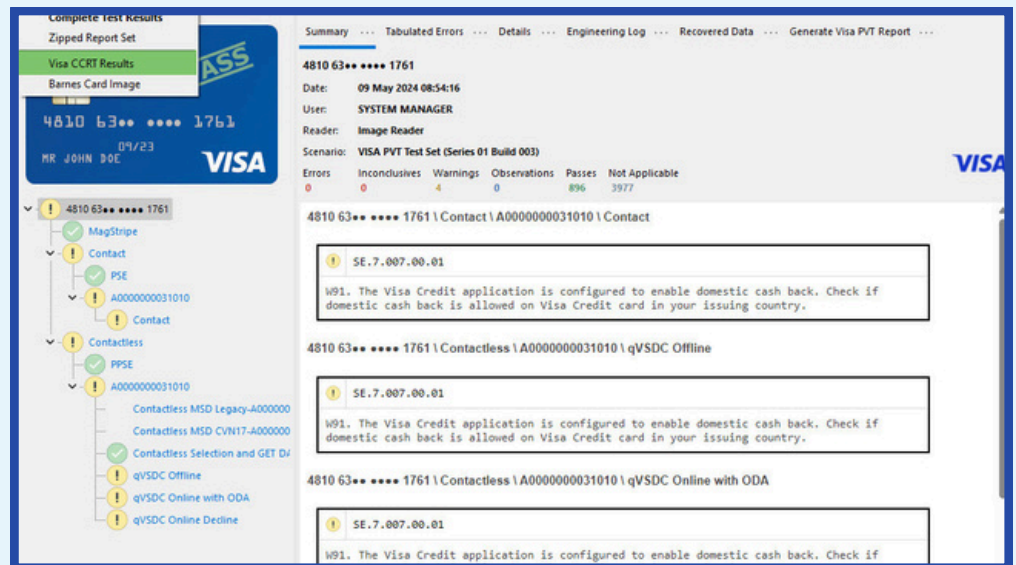 Complete Test Results
Zipped Report Set
Visa CCRT Results
Barnes Card Image
ASS
4810 63•• •••• 1761
09/23
MR JOHN DOE
VISA
4810 63•• •••• 1761
MagStripe
Contact
PSE
A0000000031010
Contact
Contactless
PPSE
A0000000031010
Contactless MSD Legacy-A000000
Contactless MSD CVN17-A000000
Contactless Selection and GET DA
qVSDC Offline
qVSDC Online with ODA
qVSDC Online Decline
Summary ··· Tabulated Errors ··· Details ··· Engineering Log ··· Recovered Data ··· Generate Visa PVT Report ···
4810 63•• •••• 1761
Date: 09 May 2024 08:54:16
User: SYSTEM MANAGER
Reader: Image Reader
Scenario: VISA PVT Test Set (Series 01 Build 003)
Errors Inconclusives Warnings Observations Passes Not Applicable
0 0 4 0 896 3977
VISA
4810 63•• •••• 1761 \ Contact \ A0000000031010 \ Contact
SE.7.007.00.01
W91. The Visa Credit application is configured to enable domestic cash back. Check if
domestic cash back is allowed on Visa Credit card in your issuing country.
4810 63•• •••• 1761 \ Contactless \ A0000000031010 \ qVSDC Offline
SE.7.007.00.01
W91. The Visa Credit application is configured to enable domestic cash back. Check if
domestic cash back is allowed on Visa Credit card in your issuing country.
4810 63•• •••• 1761 \ Contactless \ A0000000031010 \ qVSDC Online with ODA
SE.7.007.00.01
W91. The Visa Credit application is configured to enable domestic cash back. Check if